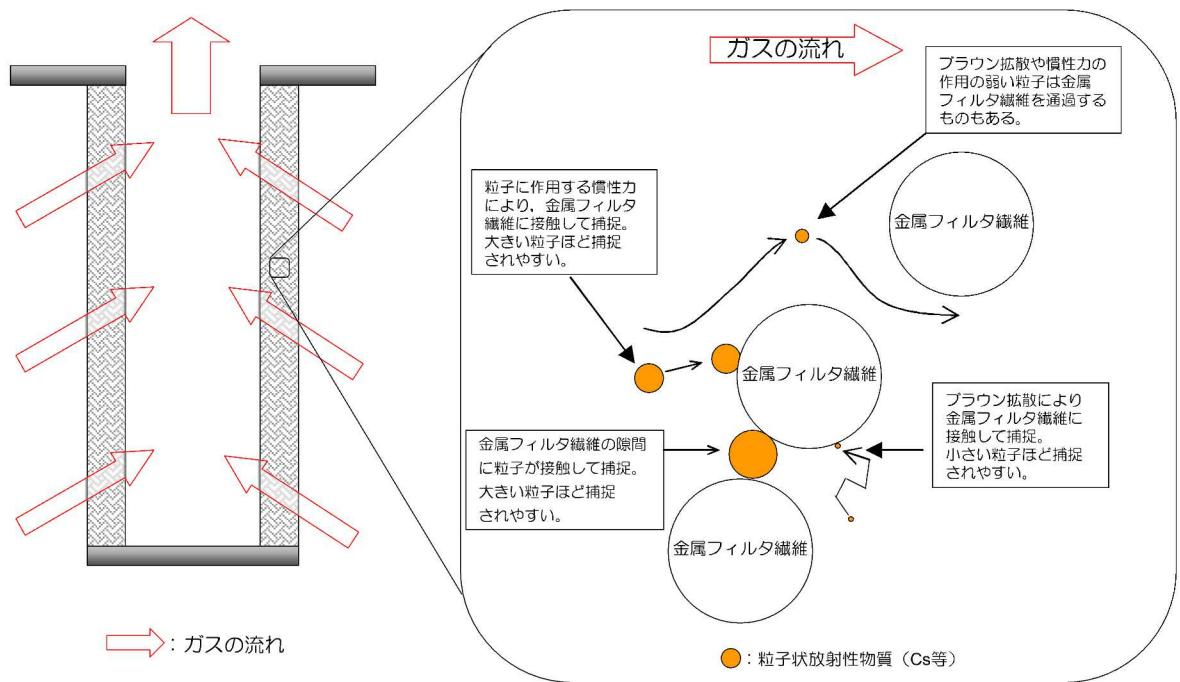 ガスの流れ
ブラウン拡散や慣性力の
作用の弱い粒子は金属
フィルタ繊維を通過する
ものもある。
粒子に作用する慣性力
により，金属フィルタ
繊維に接触して捕捉。
大きい粒子ほど捕捉
されやすい。
金属フィルタ繊維
金属フィルタ繊維
ブラウン拡散により
金属フィルタ繊維に
接触して捕捉。
小さい粒子ほど捕捉
されやすい。
金属フィルタ繊維の隙間
に粒子が接触して捕捉。
大きい粒子ほど捕捉
されやすい。
金属フィルタ繊維
：ガスの流れ
：粒子状放射性物質（Cs等）